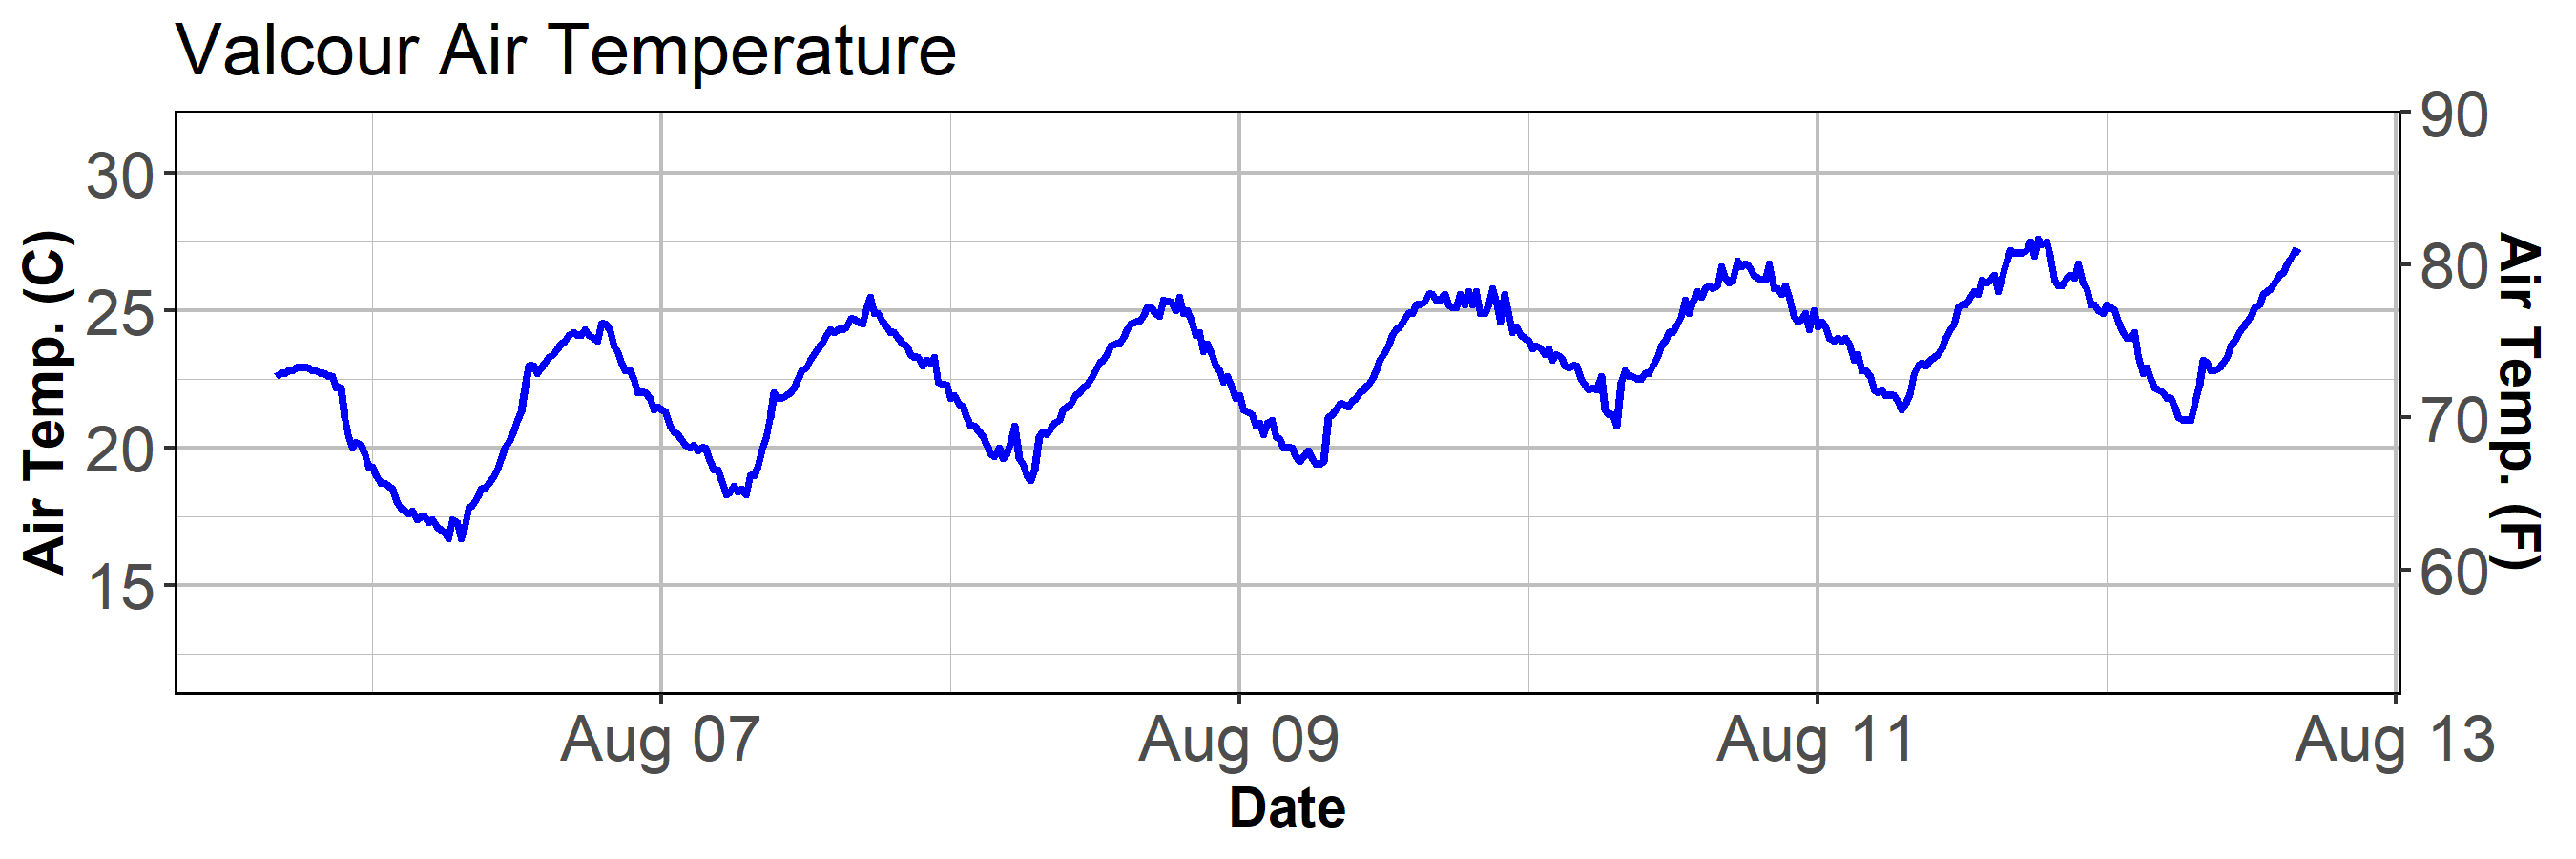 Valcour Air Temperature
Air Temp. (C)
30
25
20
15
90
80
70
60
Air Temp. (F)
Aug 07
Aug 09
Aug 11
Aug 13
Date